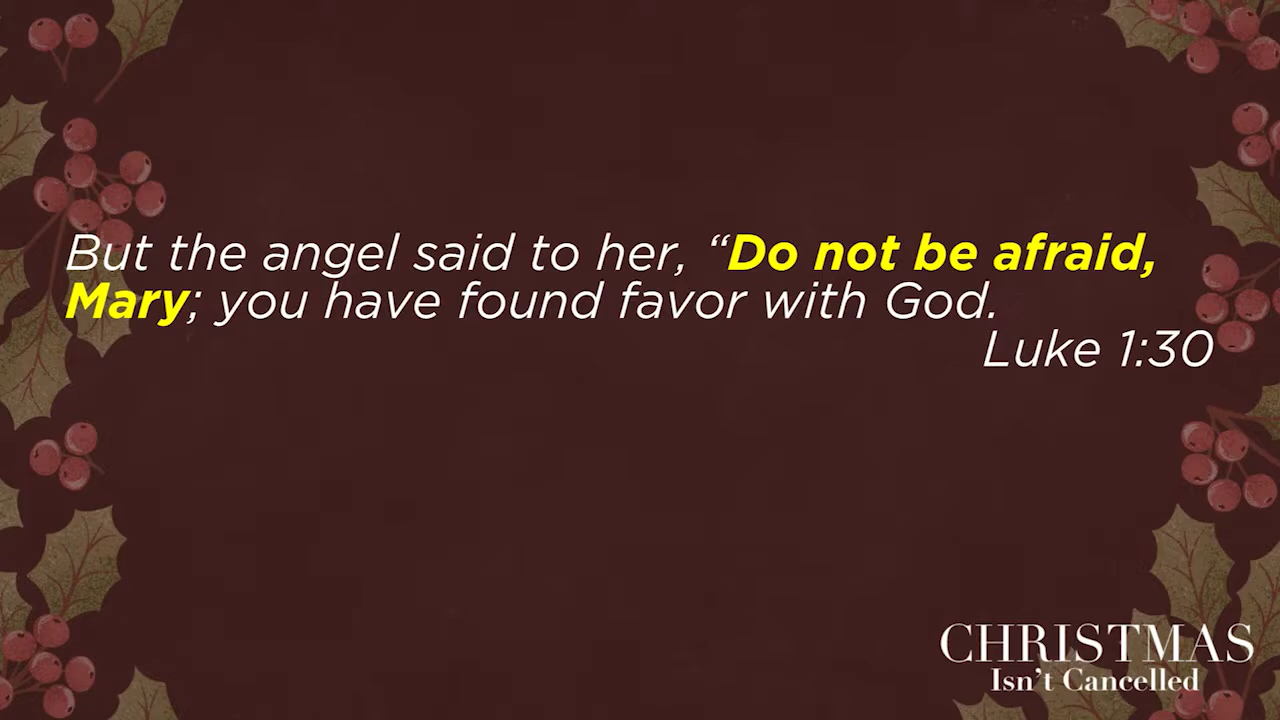 But the angel said to her, “Do not be afraid,
Mary; you have found favor with God.
Luke 1:30
CHRISTMAS
Isn’t Cancelled